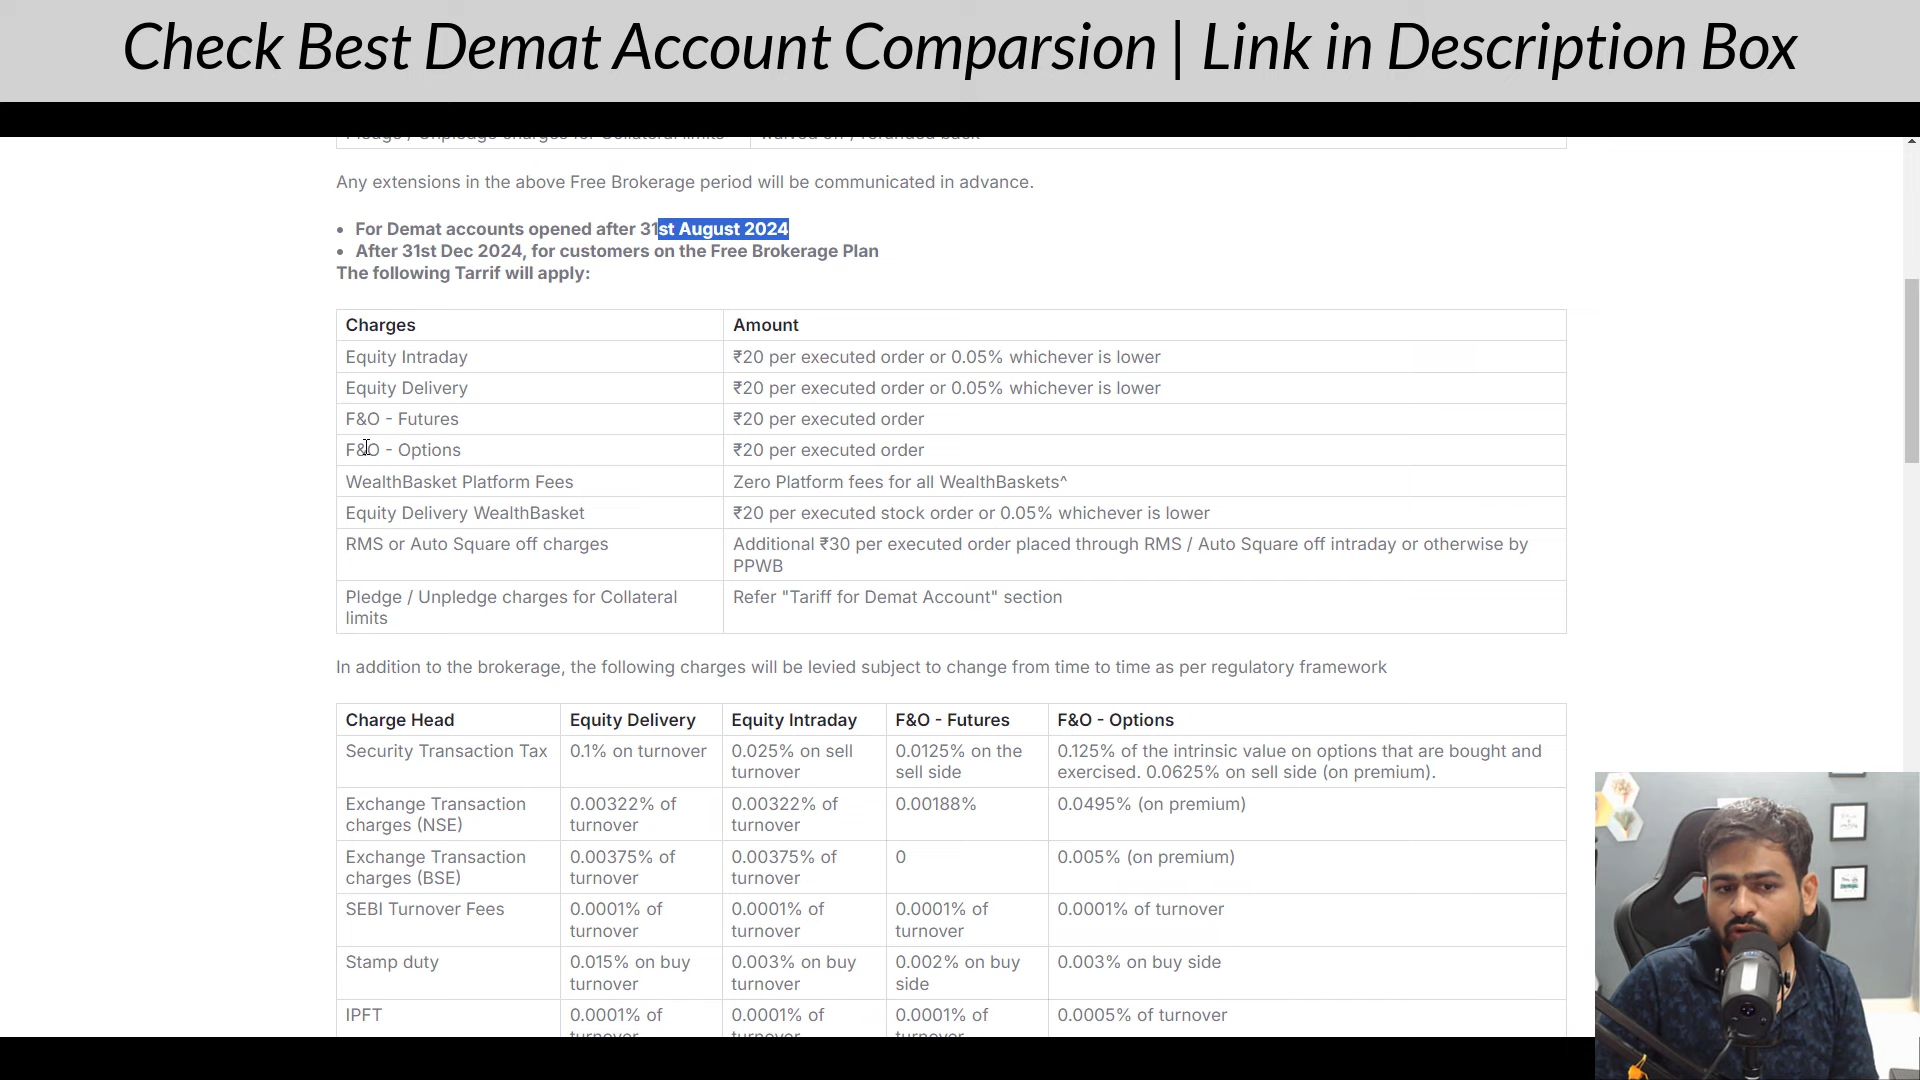 Check Best Demat Account Comparsion | Link in Description Box
Pledge / Unpledge charges for Collateral limits waived off / refunded back
Any extensions in the above Free Brokerage period will be communicated in advance.
• For Demat accounts opened after 31st August 2024
• After 31st Dec 2024, for customers on the Free Brokerage Plan
The following Tarrif will apply:
Charges Amount
Equity Intraday ₹20 per executed order or 0.05% whichever is lower
Equity Delivery ₹20 per executed order or 0.05% whichever is lower
F&O - Futures ₹20 per executed order
F&O - Options ₹20 per executed order
WealthBasket Platform Fees Zero Platform fees for all WealthBaskets^
Equity Delivery WealthBasket ₹20 per executed stock order or 0.05% whichever is lower
RMS or Auto Square off charges Additional ₹30 per executed order placed through RMS / Auto Square off intraday or otherwise by
PPWB
Pledge / Unpledge charges for Collateral Refer "Tariff for Demat Account" section
limits
In addition to the brokerage, the following charges will be levied subject to change from time to time as per regulatory framework
Charge Head Equity Delivery Equity Intraday F&O - Futures F&O - Options
Security Transaction Tax 0.1% on turnover 0.025% on sell 0.0125% on the 0.125% of the intrinsic value on options that are bought and
turnover sell side exercised. 0.0625% on sell side (on premium).
Exchange Transaction 0.00322% of 0.00322% of 0.00188% 0.0495% (on premium)
charges (NSE) turnover turnover
Exchange Transaction 0.00375% of 0.00375% of 0 0.005% (on premium)
charges (BSE) turnover turnover
SEBI Turnover Fees 0.0001% of 0.0001% of 0.0001% of 0.0001% of turnover
turnover turnover turnover
Stamp duty 0.015% on buy 0.003% on buy 0.002% on buy 0.003% on buy side
turnover turnover side
IPFT 0.0001% of 0.0001% of 0.0001% of 0.0005% of turnover
turnover turnover turnover